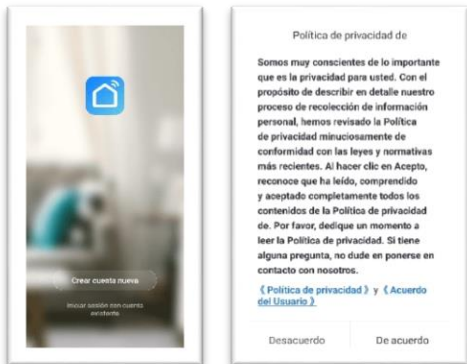 Crear cuenta nueva
Iniciar sesión con cuenta
existente
Política de privacidad de
Somos muy conscientes de lo importante
que es la privacidad para usted. Con el
propósito de describir en detalle nuestro
proceso de recolección de información
personal, hemos revisado la Política
de privacidad minuciosamente de
conformidad con las leyes y normativas
más recientes. Al hacer clic en Acepto,
reconoce que ha leído, comprendido
y aceptado completamente todos los
contenidos de la Política de privacidad
de. Por favor, dedique un momento a
leer la Política de privacidad. Si tiene
alguna pregunta, no dude en ponerse en
contacto con nosotros.
《 Política de privacidad 》 y 《 Acuerdo
del Usuario 》
Desacuerdo De acuerdo